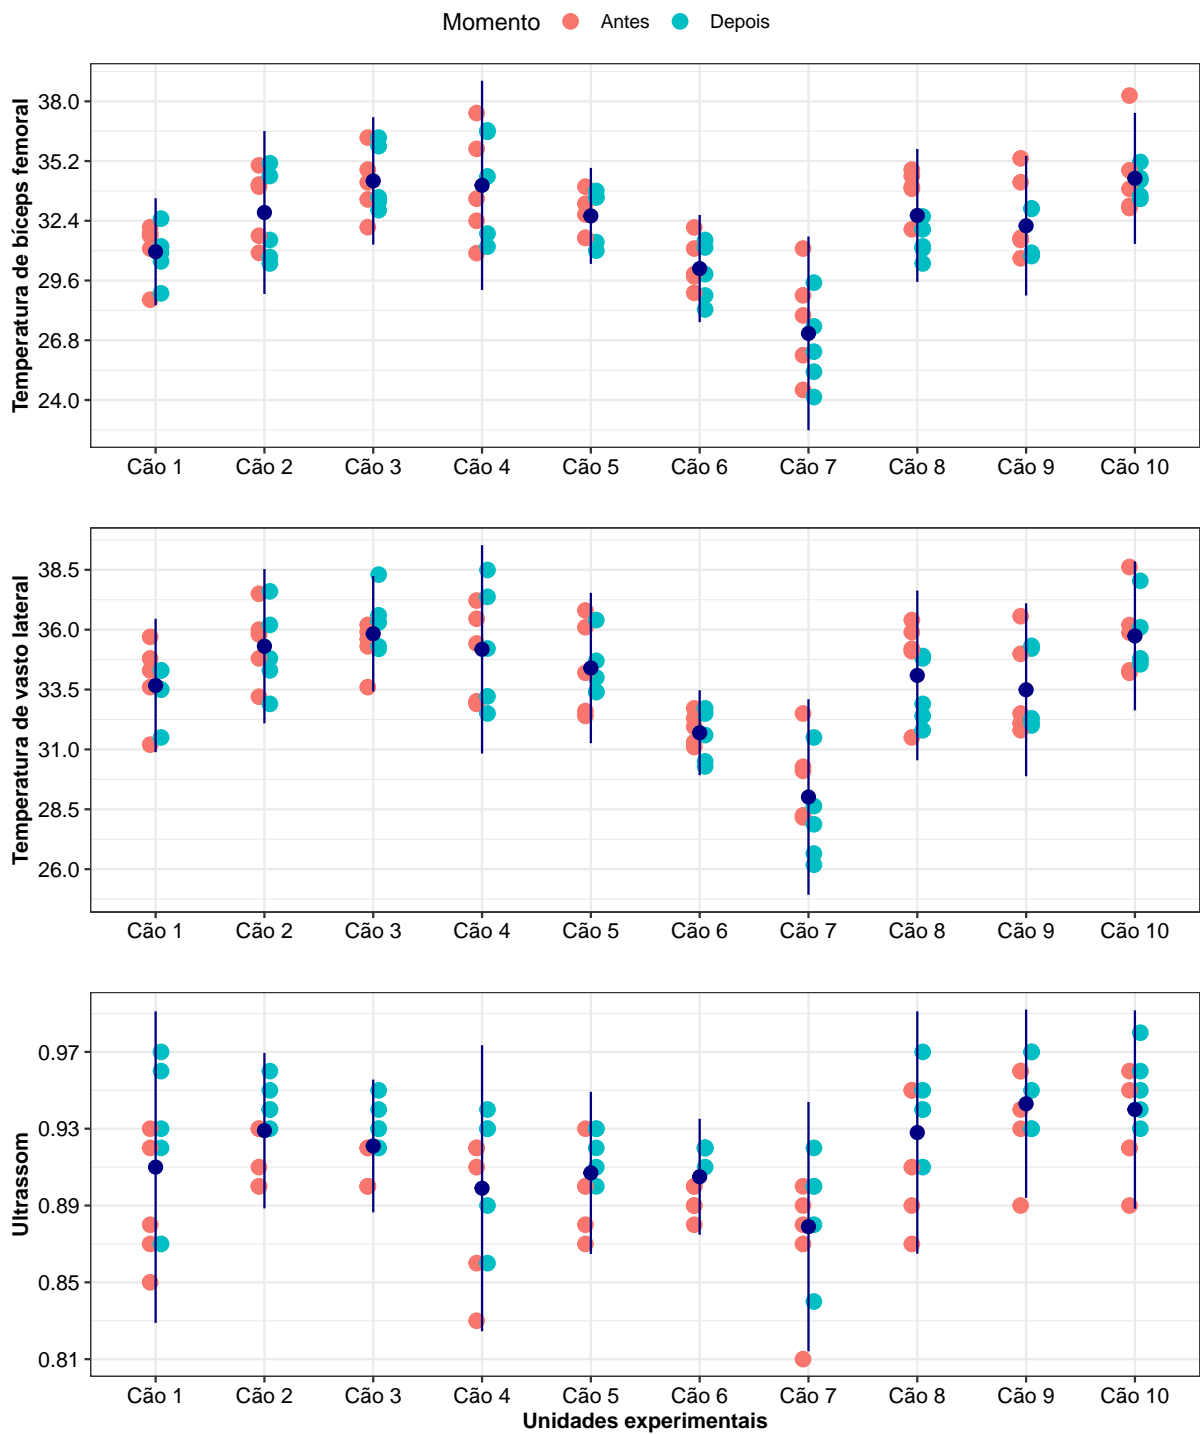 Momento Antes Depois
Temperatura de bíceps femoral
38.0
35.2
32.4
29.6
26.8
24.0
Cão 1 Cão 2 Cão 3 Cão 4 Cão 5 Cão 6 Cão 7 Cão 8 Cão 9 Cão 10
Temperatura de vasto lateral
38.5
36.0
33.5
31.0
28.5
26.0
Cão 1 Cão 2 Cão 3 Cão 4 Cão 5 Cão 6 Cão 7 Cão 8 Cão 9 Cão 10
Ultrassom
0.97
0.93
0.89
0.85
0.81
Cão 1 Cão 2 Cão 3 Cão 4 Cão 5 Cão 6 Cão 7 Cão 8 Cão 9 Cão 10
Unidades experimentais